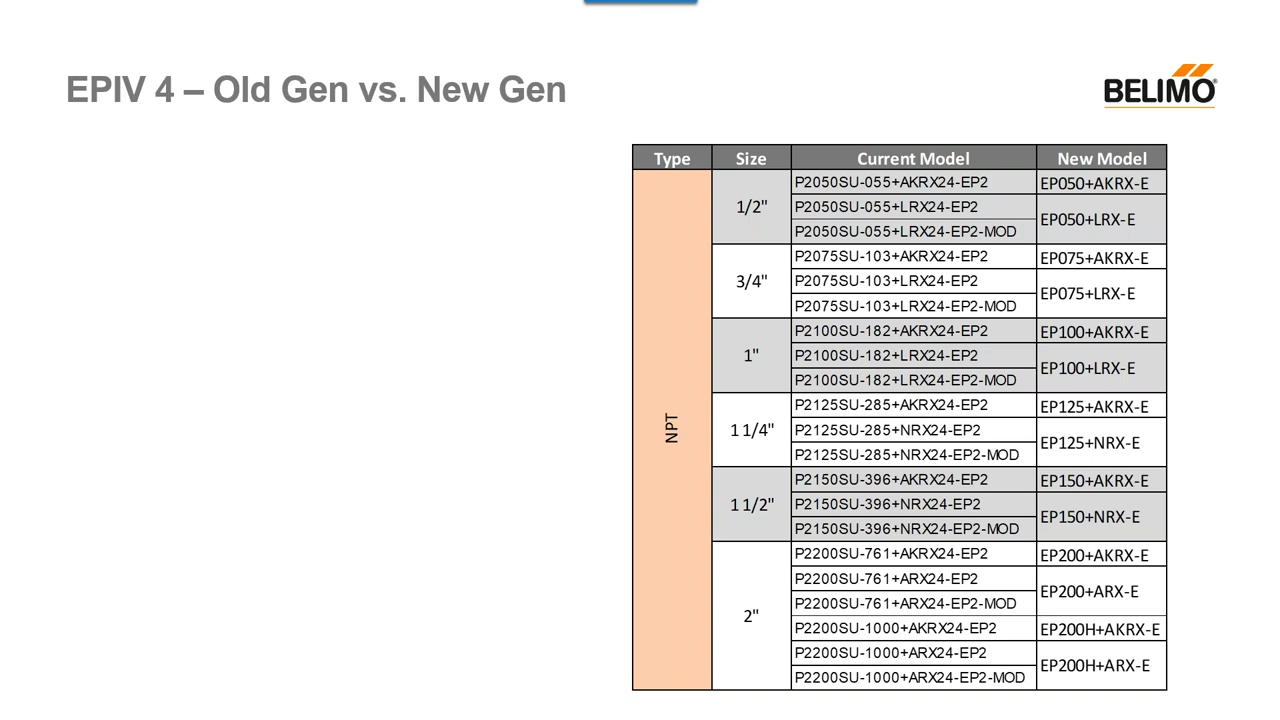 EPIV 4 – Old Gen vs. New Gen
BELIMO®
Type Size Current Model New Model
NPT
1/2"
P2050SU-055+AKRX24-EP2 EP050+AKRX-E
P2050SU-055+LRX24-EP2 EP050+LRX-E
P2050SU-055+LRX24-EP2-MOD
3/4"
P2075SU-103+AKRX24-EP2 EP075+AKRX-E
P2075SU-103+LRX24-EP2 EP075+LRX-E
P2075SU-103+LRX24-EP2-MOD
1"
P2100SU-182+AKRX24-EP2 EP100+AKRX-E
P2100SU-182+LRX24-EP2 EP100+LRX-E
P2100SU-182+LRX24-EP2-MOD
1 1/4"
P2125SU-285+AKRX24-EP2 EP125+AKRX-E
P2125SU-285+NRX24-EP2 EP125+NRX-E
P2125SU-285+NRX24-EP2-MOD
1 1/2"
P2150SU-396+AKRX24-EP2 EP150+AKRX-E
P2150SU-396+NRX24-EP2 EP150+NRX-E
P2150SU-396+NRX24-EP2-MOD
2"
P2200SU-761+AKRX24-EP2 EP200+AKRX-E
P2200SU-761+ARX24-EP2 EP200+ARX-E
P2200SU-761+ARX24-EP2-MOD
P2200SU-1000+AKRX24-EP2 EP200H+AKRX-E
P2200SU-1000+ARX24-EP2 EP200H+ARX-E
P2200SU-1000+ARX24-EP2-MOD